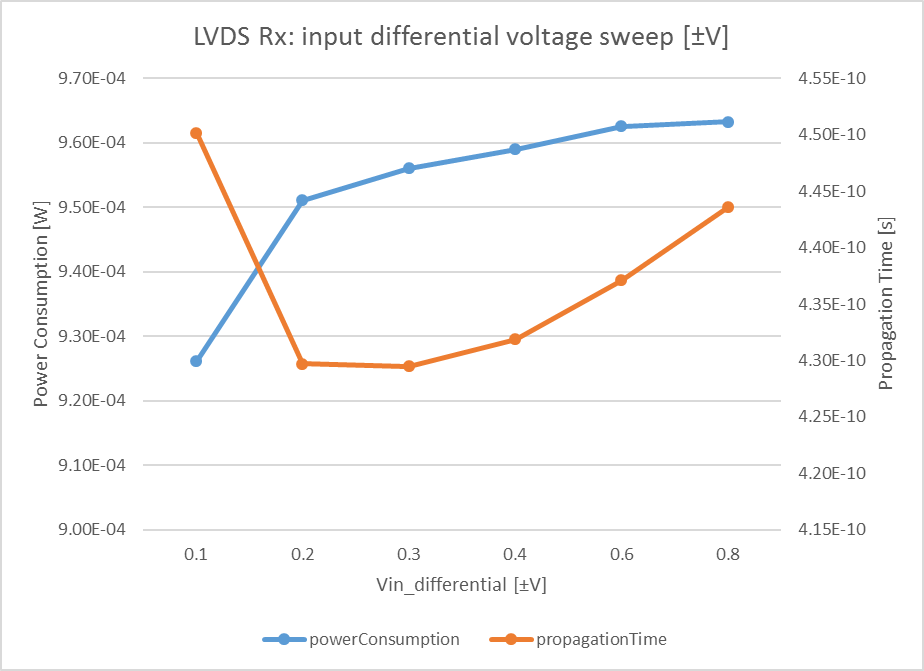 LVDS Rx: input differential voltage sweep [±V]
9.70E-04
9.60E-04
9.50E-04
9.40E-04
9.30E-04
9.20E-04
9.10E-04
9.00E-04
Power Consumption [W]
4.55E-10
4.50E-10
4.45E-10
4.40E-10
4.35E-10
4.30E-10
4.25E-10
4.20E-10
4.15E-10
Propagation Time [s]
0.1 0.2 0.3 0.4 0.6 0.8
Vin_differential [±V]
powerConsumption propagationTime